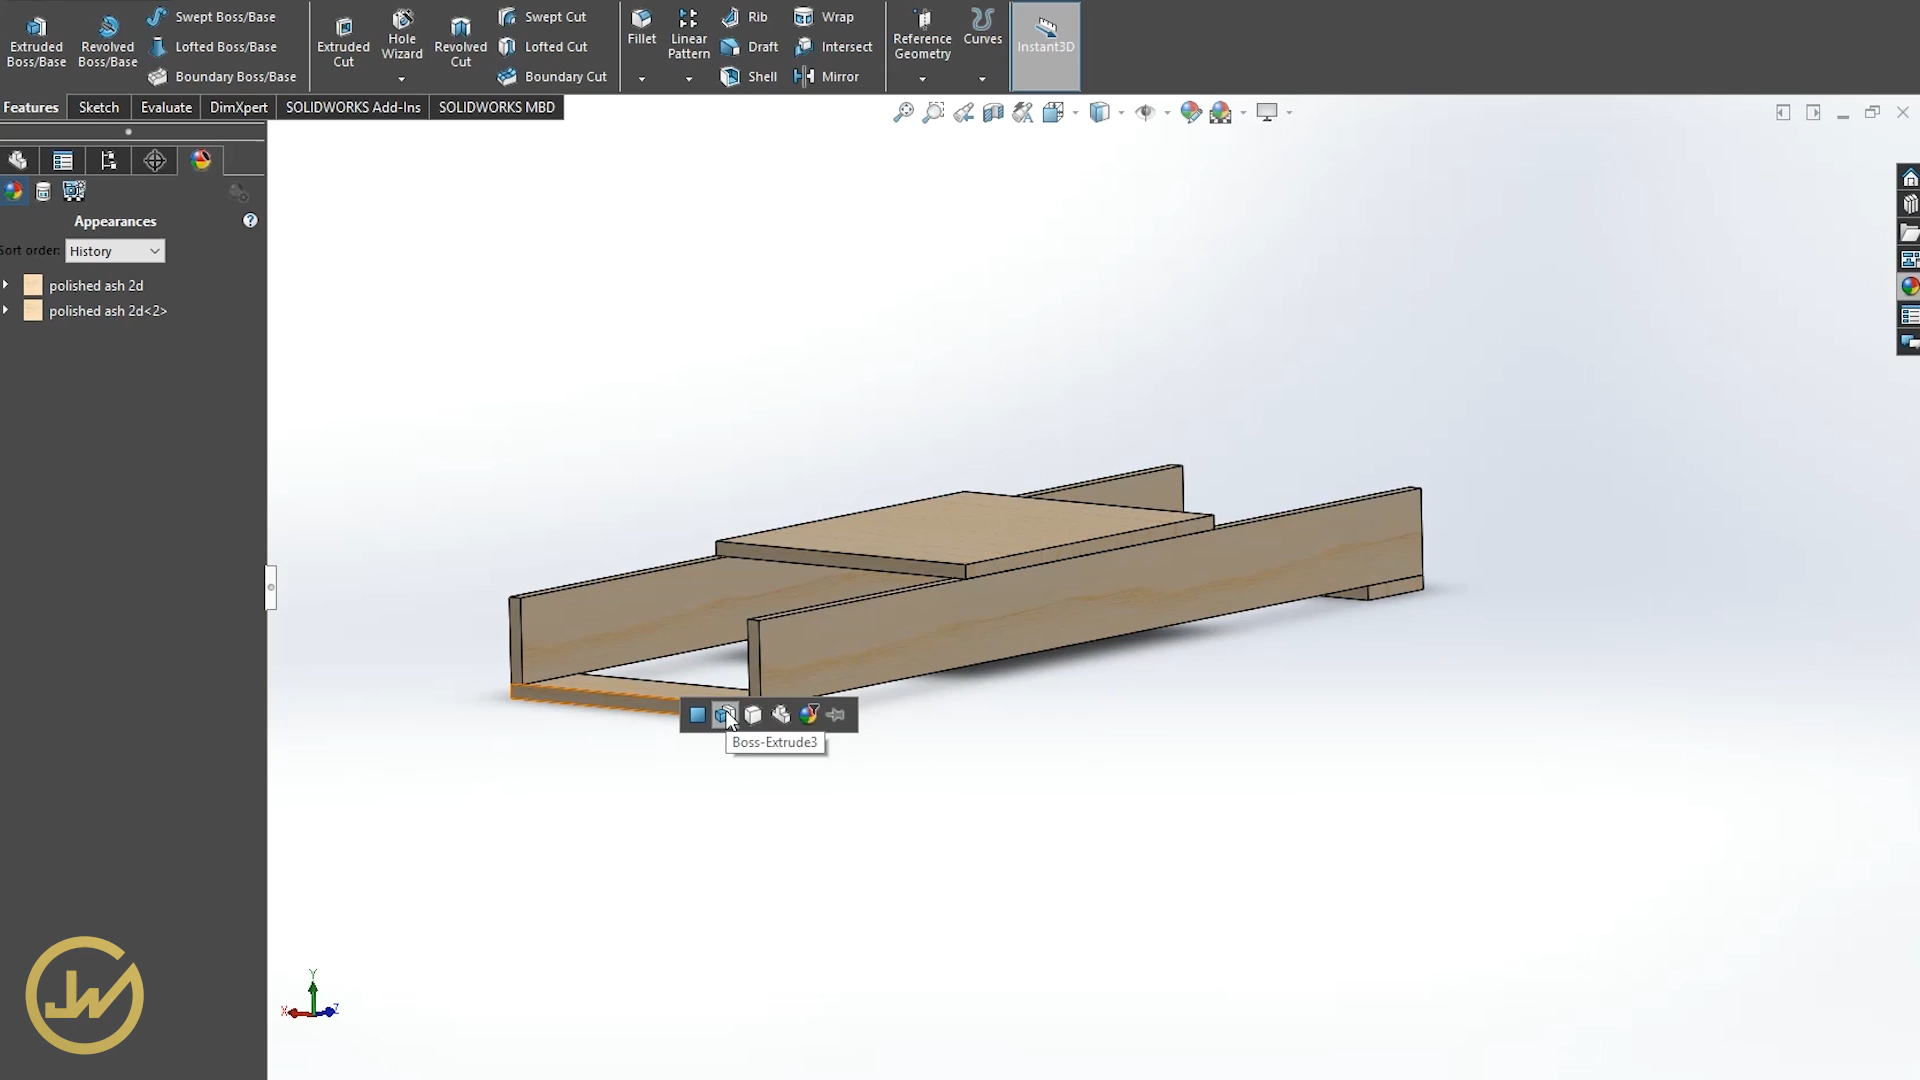 Extruded
Boss/Base
Revolved
Boss/Base
Swept Boss/Base
Lofted Boss/Base
Boundary Boss/Base
Extruded
Cut
Hole
Wizard
Revolved
Cut
Swept Cut
Lofted Cut
Boundary Cut
Fillet
Linear
Pattern
Rib
Draft
Shell
Wrap
Intersect
Mirror
Reference
Geometry
Curves
Instant3D
Features
Sketch
Evaluate
DimXpert
SOLIDWORKS Add-Ins
SOLIDWORKS MBD
Appearances
Sort order:
History
polished ash 2d
polished ash 2d<2>
Boss-Extrude3
Y
X
Z
JW